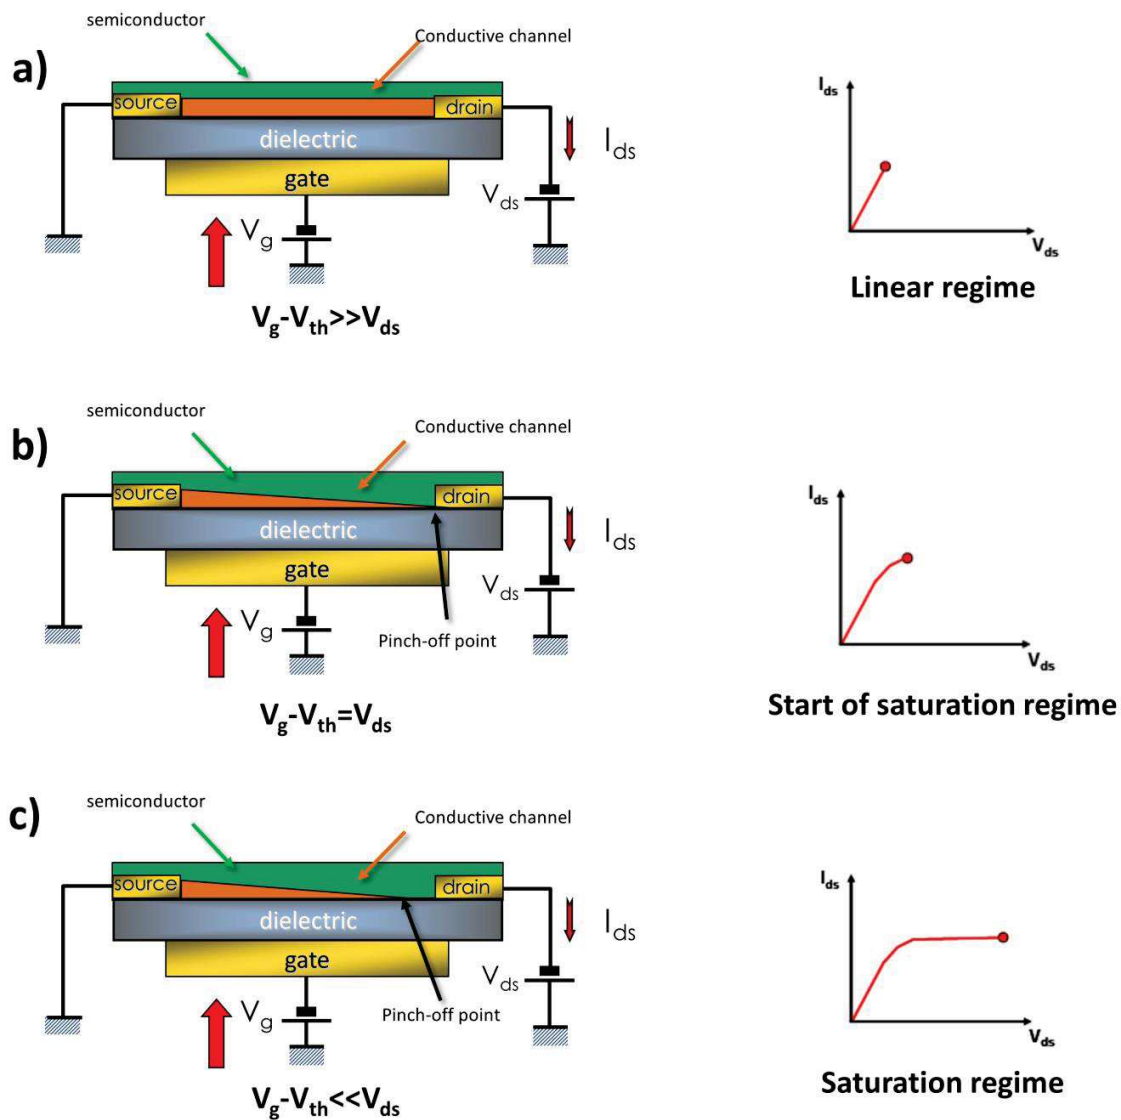 semiconductor
Conductive channel
a)
source
drain
dielectric
gate
I_ds
V_ds
V_g
V_g-V_th>>V_ds
I_ds
V_ds
Linear regime
semiconductor
Conductive channel
b)
source
drain
dielectric
gate
I_ds
V_ds
V_g
Pinch-off point
V_g-V_th=V_ds
I_ds
V_ds
Start of saturation regime
semiconductor
Conductive channel
c)
source
drain
dielectric
gate
I_ds
V_ds
V_g
Pinch-off point
V_g-V_th<<V_ds
I_ds
V_ds
Saturation regime